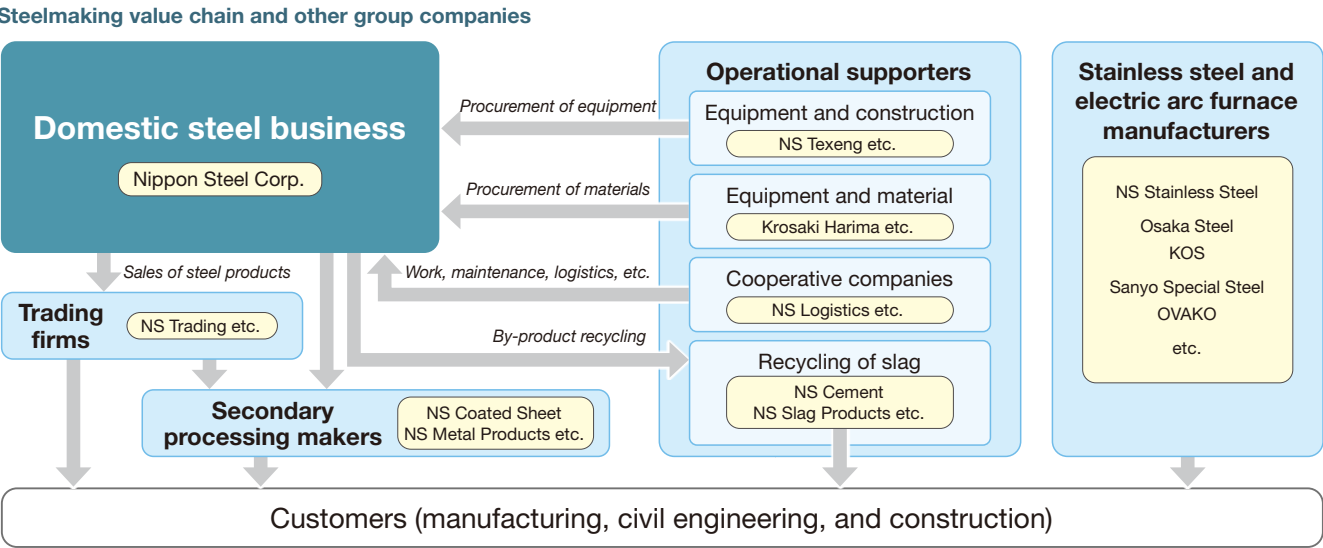 Steelmaking value chain and other group companies
Domestic steel business
Nippon Steel Corp.
Procurement of equipment
Procurement of materials
Sales of steel products
Work, maintenance, logistics, etc.
By-product recycling
Trading
firms
NS Trading etc.
Secondary
processing makers
NS Coated Sheet
NS Metal Products etc.
Operational supporters
Equipment and construction
NS Texeng etc.
Equipment and material
Krosaki Harima etc.
Cooperative companies
NS Logistics etc.
Recycling of slag
NS Cement
NS Slag Products etc.
Stainless steel and
electric arc furnace
manufacturers
NS Stainless Steel
Osaka Steel
KOS
Sanyo Special Steel
OVAKO
etc.
Customers (manufacturing, civil engineering, and construction)